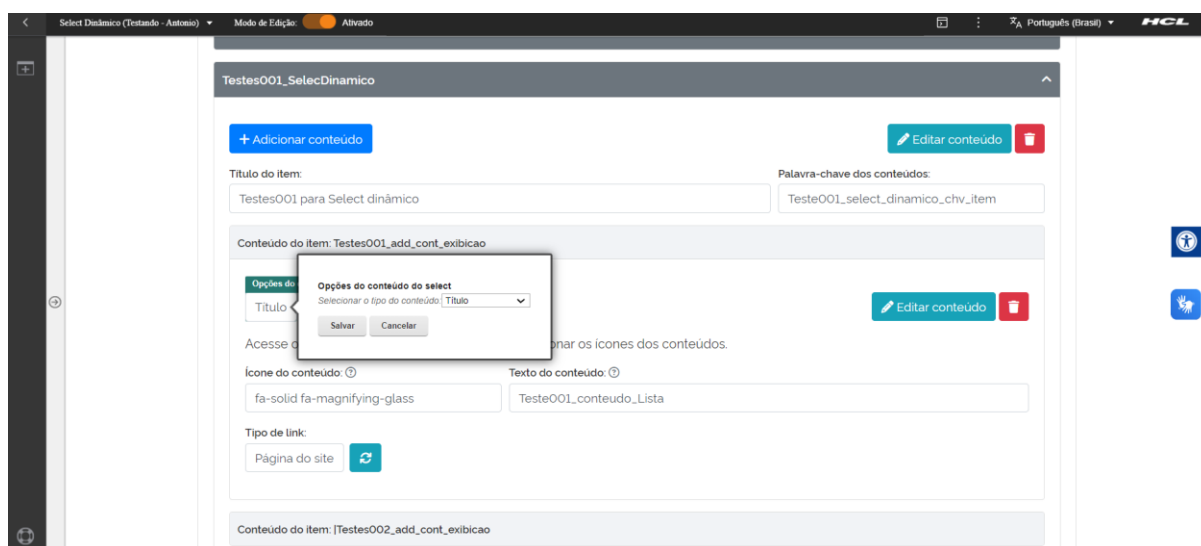 Select Dinâmico (Testando - Antonio)
Modo de Edição:
Ativado
Português (Brasil)
HCL
Testes001_SelecDinamico
+ Adicionar conteúdo
Editar conteúdo
Título do item:
Palavra-chave dos conteúdos:
Testes001 para Select dinâmico
Teste001_select_dinamico_chv_item
Conteúdo do item: Testes001_add_cont_exibicao
Opções do
Opções do conteúdo do select
Selecionar o tipo do conteúdo: Título
Título
Editar conteúdo
Salvar
Cancelar
Acesse
onar os ícones dos conteúdos.
Ícone do conteúdo:
Texto do conteúdo:
fa-solid fa-magnifying-glass
Teste001_conteudo_Lista
Tipo de link:
Página do site
Conteúdo do item: |Testes002_add_cont_exibicao